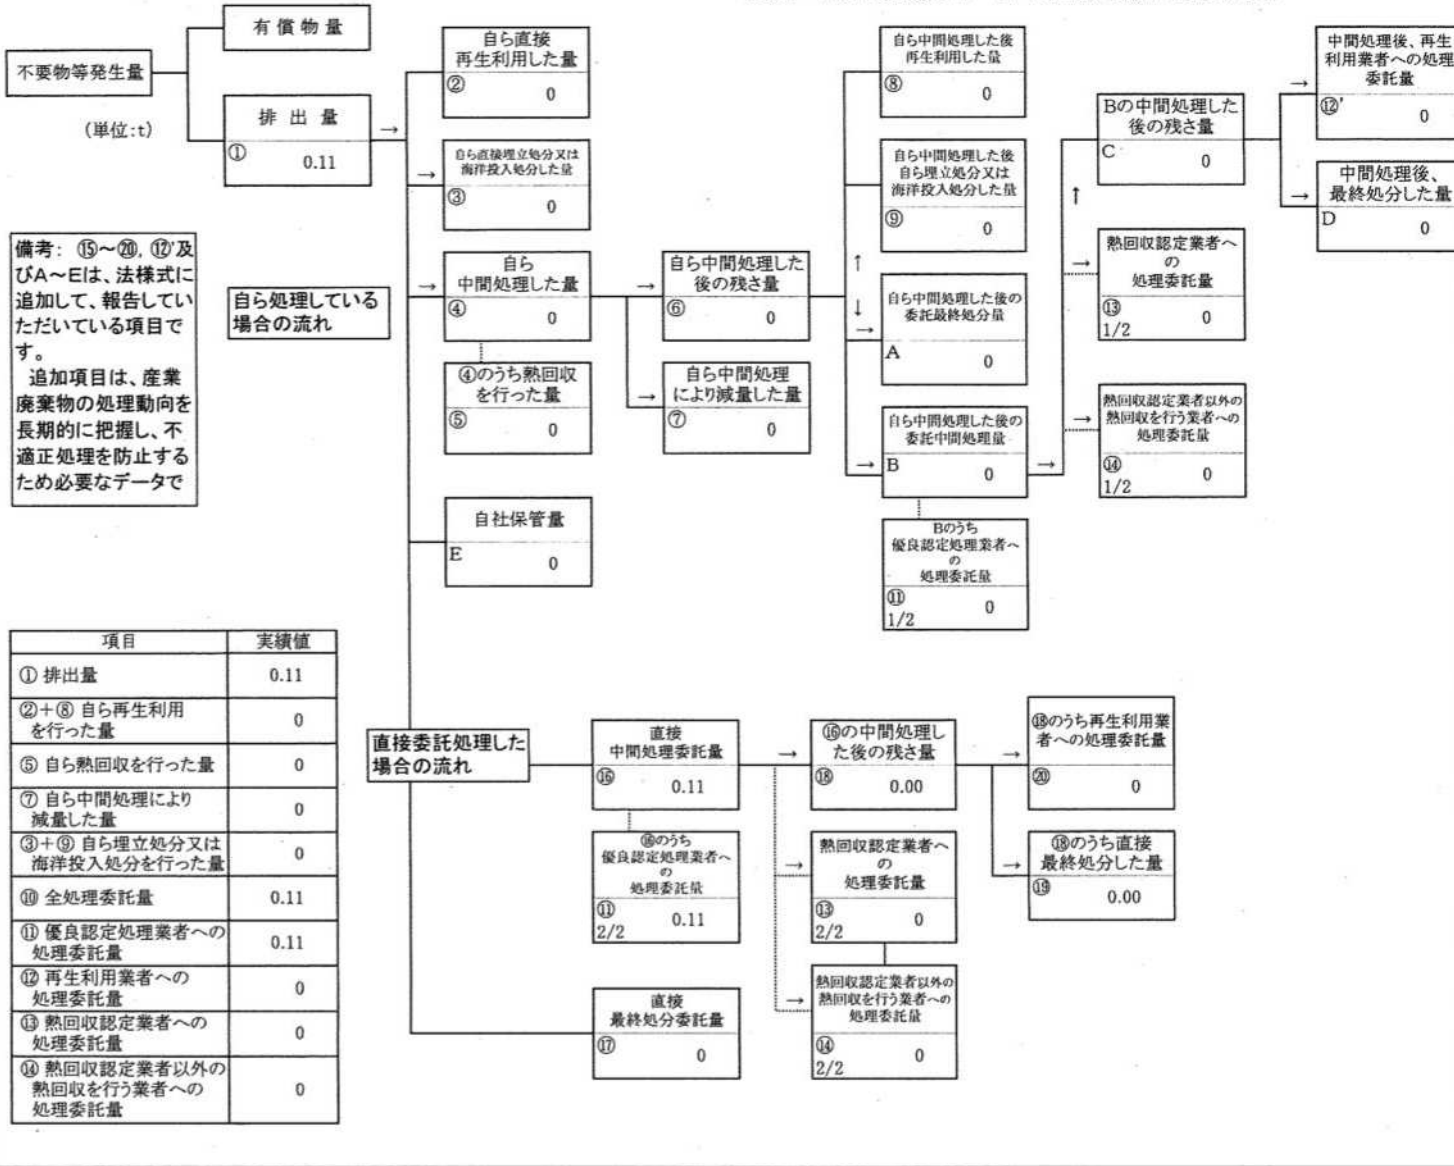 有償物量
不要物等発生量
(単位:t)
排出量
①
0.11
→
自ら直接
再生利用した量
②
0
→
自ら直接埋立処分又は
海洋投入処分した量
③
0
→
自ら
中間処理した量
④
0
④のうち熱回収
を行った量
⑤
0
自社保管量
E
0
→
自ら中間処理した
後の残さ量
⑥
0
→
自ら中間処理
により減量した量
⑦
0
自ら中間処理した後
再生利用した量
⑧
0
自ら中間処理した後
自ら埋立処分又は
海洋投入処分した量
⑨
0
↑
↓
→
自ら中間処理した後の
委託最終処分量
A
0
自ら中間処理した後の
委託中間処理量
→
B
0
→
Bのうち
優良認定処理業者へ
の
処理委託量
⑪
1/2
0
Bの中間処理した
後の残さ量
C
0
↑
→
熱回収認定業者へ
の
処理委託量
⑬
1/2
0
→
熱回収認定業者以外の
熱回収を行う業者への
処理委託量
⑭
1/2
0
→
中間処理後、再生
利用業者への処理
委託量
⑫'
0
→
中間処理後、
最終処分した量
D
0
備考: ⑮～⑳, ⑫'及
びA～Eは、法様式に
追加して、報告してい
ただいている項目で
す。
追加項目は、産業
廃棄物の処理動向を
長期的に把握し、不
適正処理を防止する
ため必要なデータで
自ら処理している
場合の流れ
項目 実績値
① 排出量 0.11
②+⑧ 自ら再生利用
を行った量
0
⑤ 自ら熱回収を行った量 0
⑦ 自ら中間処理により
減量した量
0
③+⑨ 自ら埋立処分又は
海洋投入処分を行った量
0
⑩ 全処理委託量 0.11
⑪ 優良認定処理業者への
処理委託量
0.11
⑫ 再生利用業者への
処理委託量
0
⑬ 熱回収認定業者への
処理委託量
0
⑭ 熱回収認定業者以外の
熱回収を行う業者への
処理委託量
0
直接委託処理した
場合の流れ
直接
中間処理委託量
⑯
0.11
⑯のうち
優良認定処理業者へ
の
処理委託量
⑪
2/2
0.11
直接
最終処分委託量
⑰
0
→
⑯の中間処理し
た後の残さ量
⑱
0.00
→
熱回収認定業者へ
の
処理委託量
⑬
2/2
0
→
熱回収認定業者以外の
熱回収を行う業者への
処理委託量
⑭
2/2
0
→
⑱のうち再生利用業
者への処理委託量
⑳
0
→
⑱のうち直接
最終処分した量
⑲
0.00